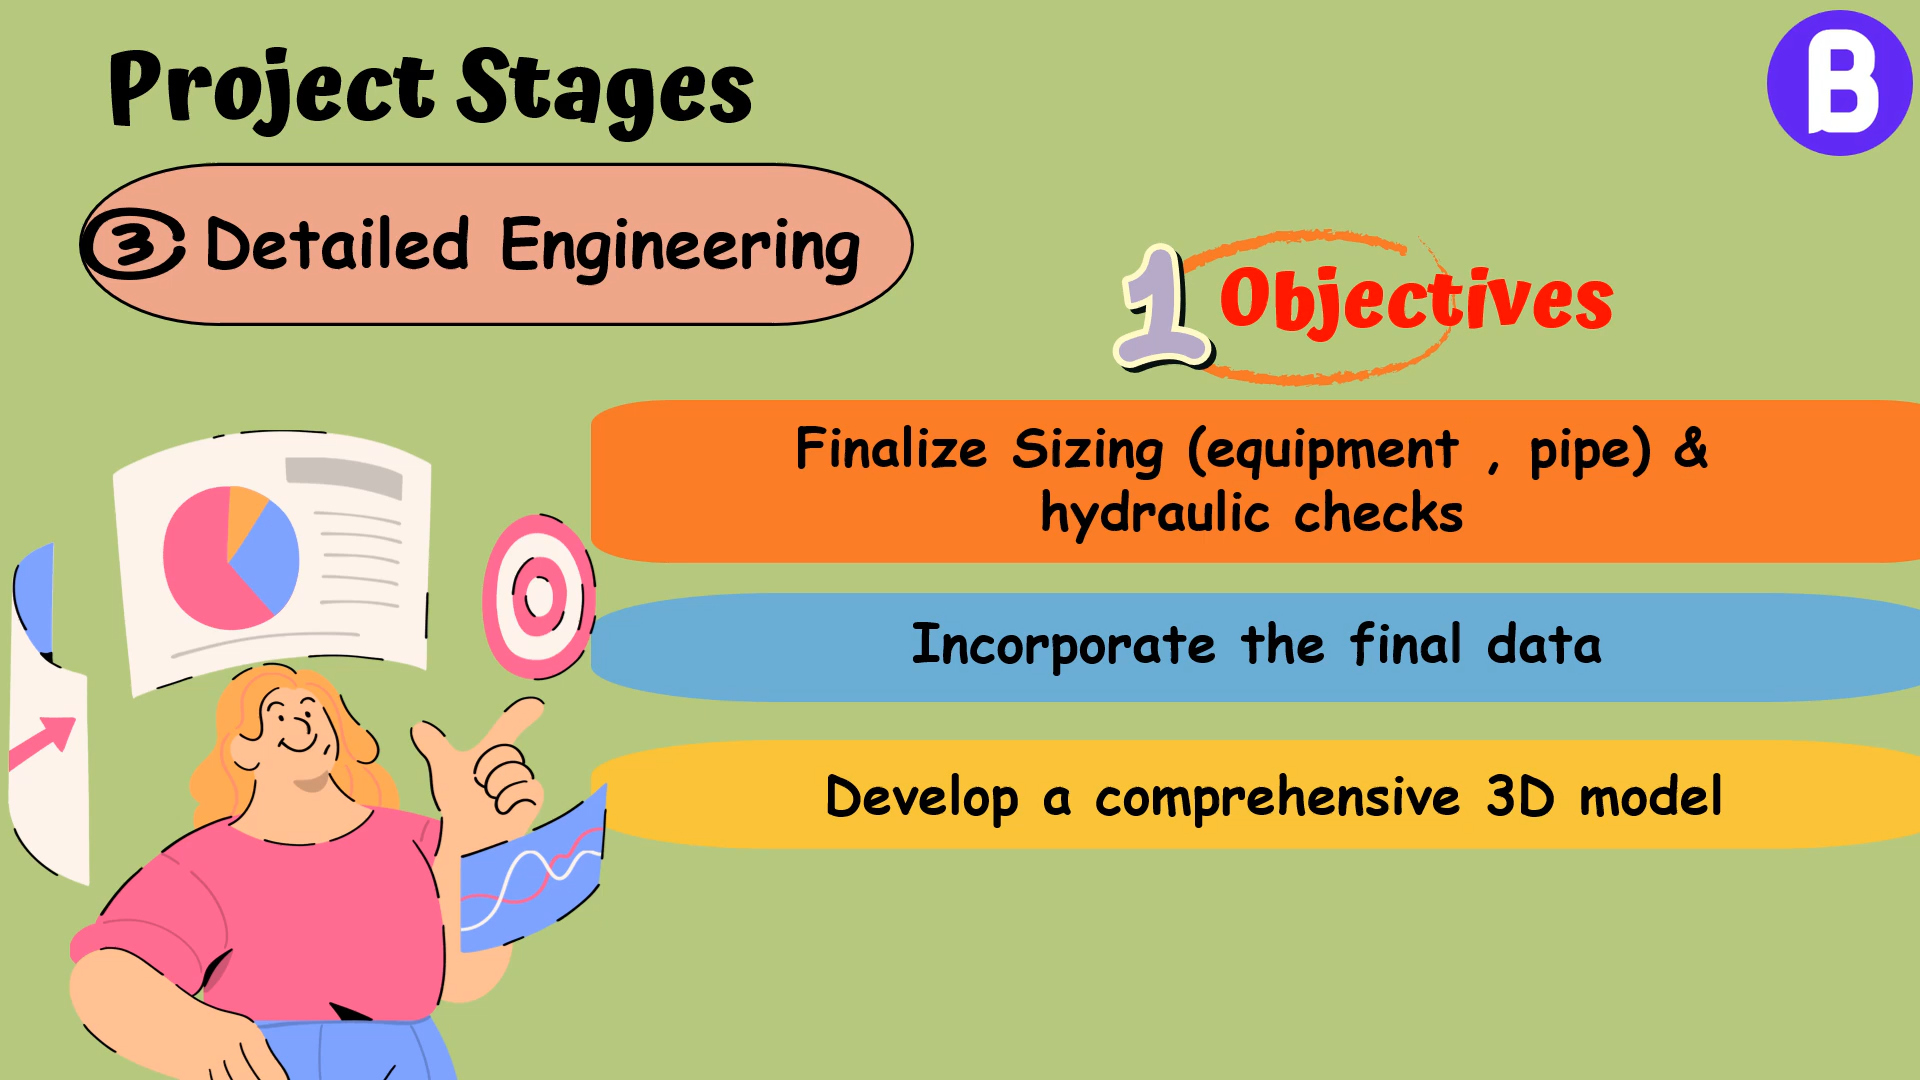 Project Stages
B
3 Detailed Engineering
1 Objectives
Finalize Sizing (equipment , pipe) &
hydraulic checks
Incorporate the final data
Develop a comprehensive 3D model